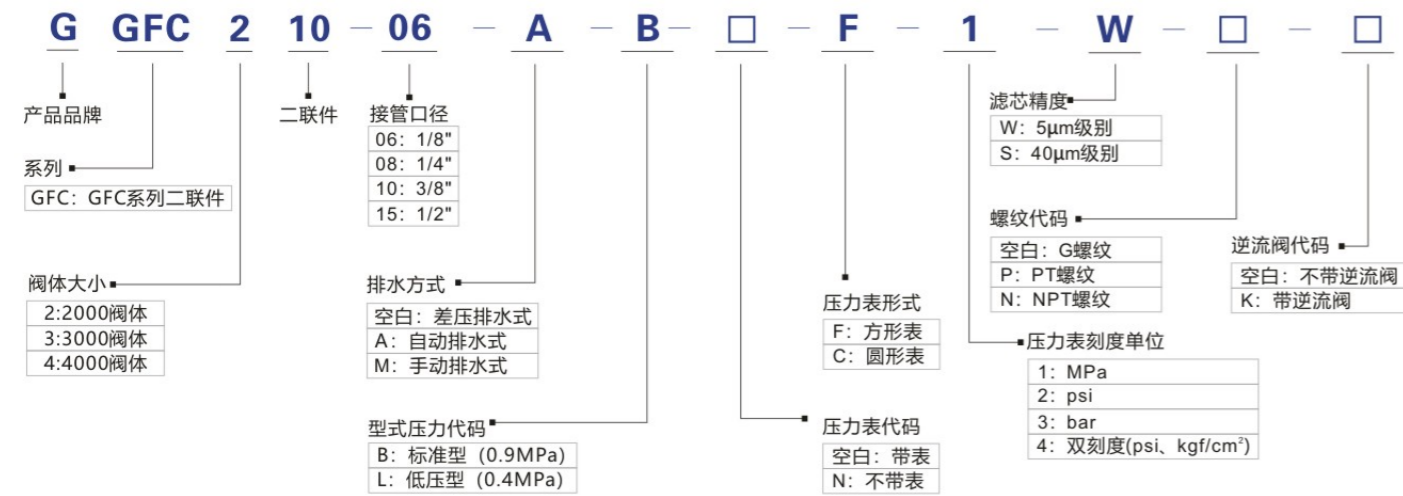 G GFC 2 10 - 06 - A - B - □ - F - 1 - W - □ - □
产品品牌
系列
GFC：GFC系列二联件
阀体大小
2:2000阀体
3:3000阀体
4:4000阀体
二联件
接管口径
06：1/8"
08：1/4"
10：3/8"
15：1/2"
排水方式
空白：差压排水式
A：自动排水式
M：手动排水式
型式压力代码
B：标准型 (0.9MPa)
L：低压型 (0.4MPa)
压力表代码
空白：带表
N：不带表
压力表形式
F：方形表
C：圆形表
压力表刻度单位
1：MPa
2：psi
3：bar
4：双刻度(psi、kgf/cm²)
滤芯精度
W：5μm级别
S：40μm级别
螺纹代码
空白：G螺纹
P：PT螺纹
N：NPT螺纹
逆流阀代码
空白：不带逆流阀
K：带逆流阀